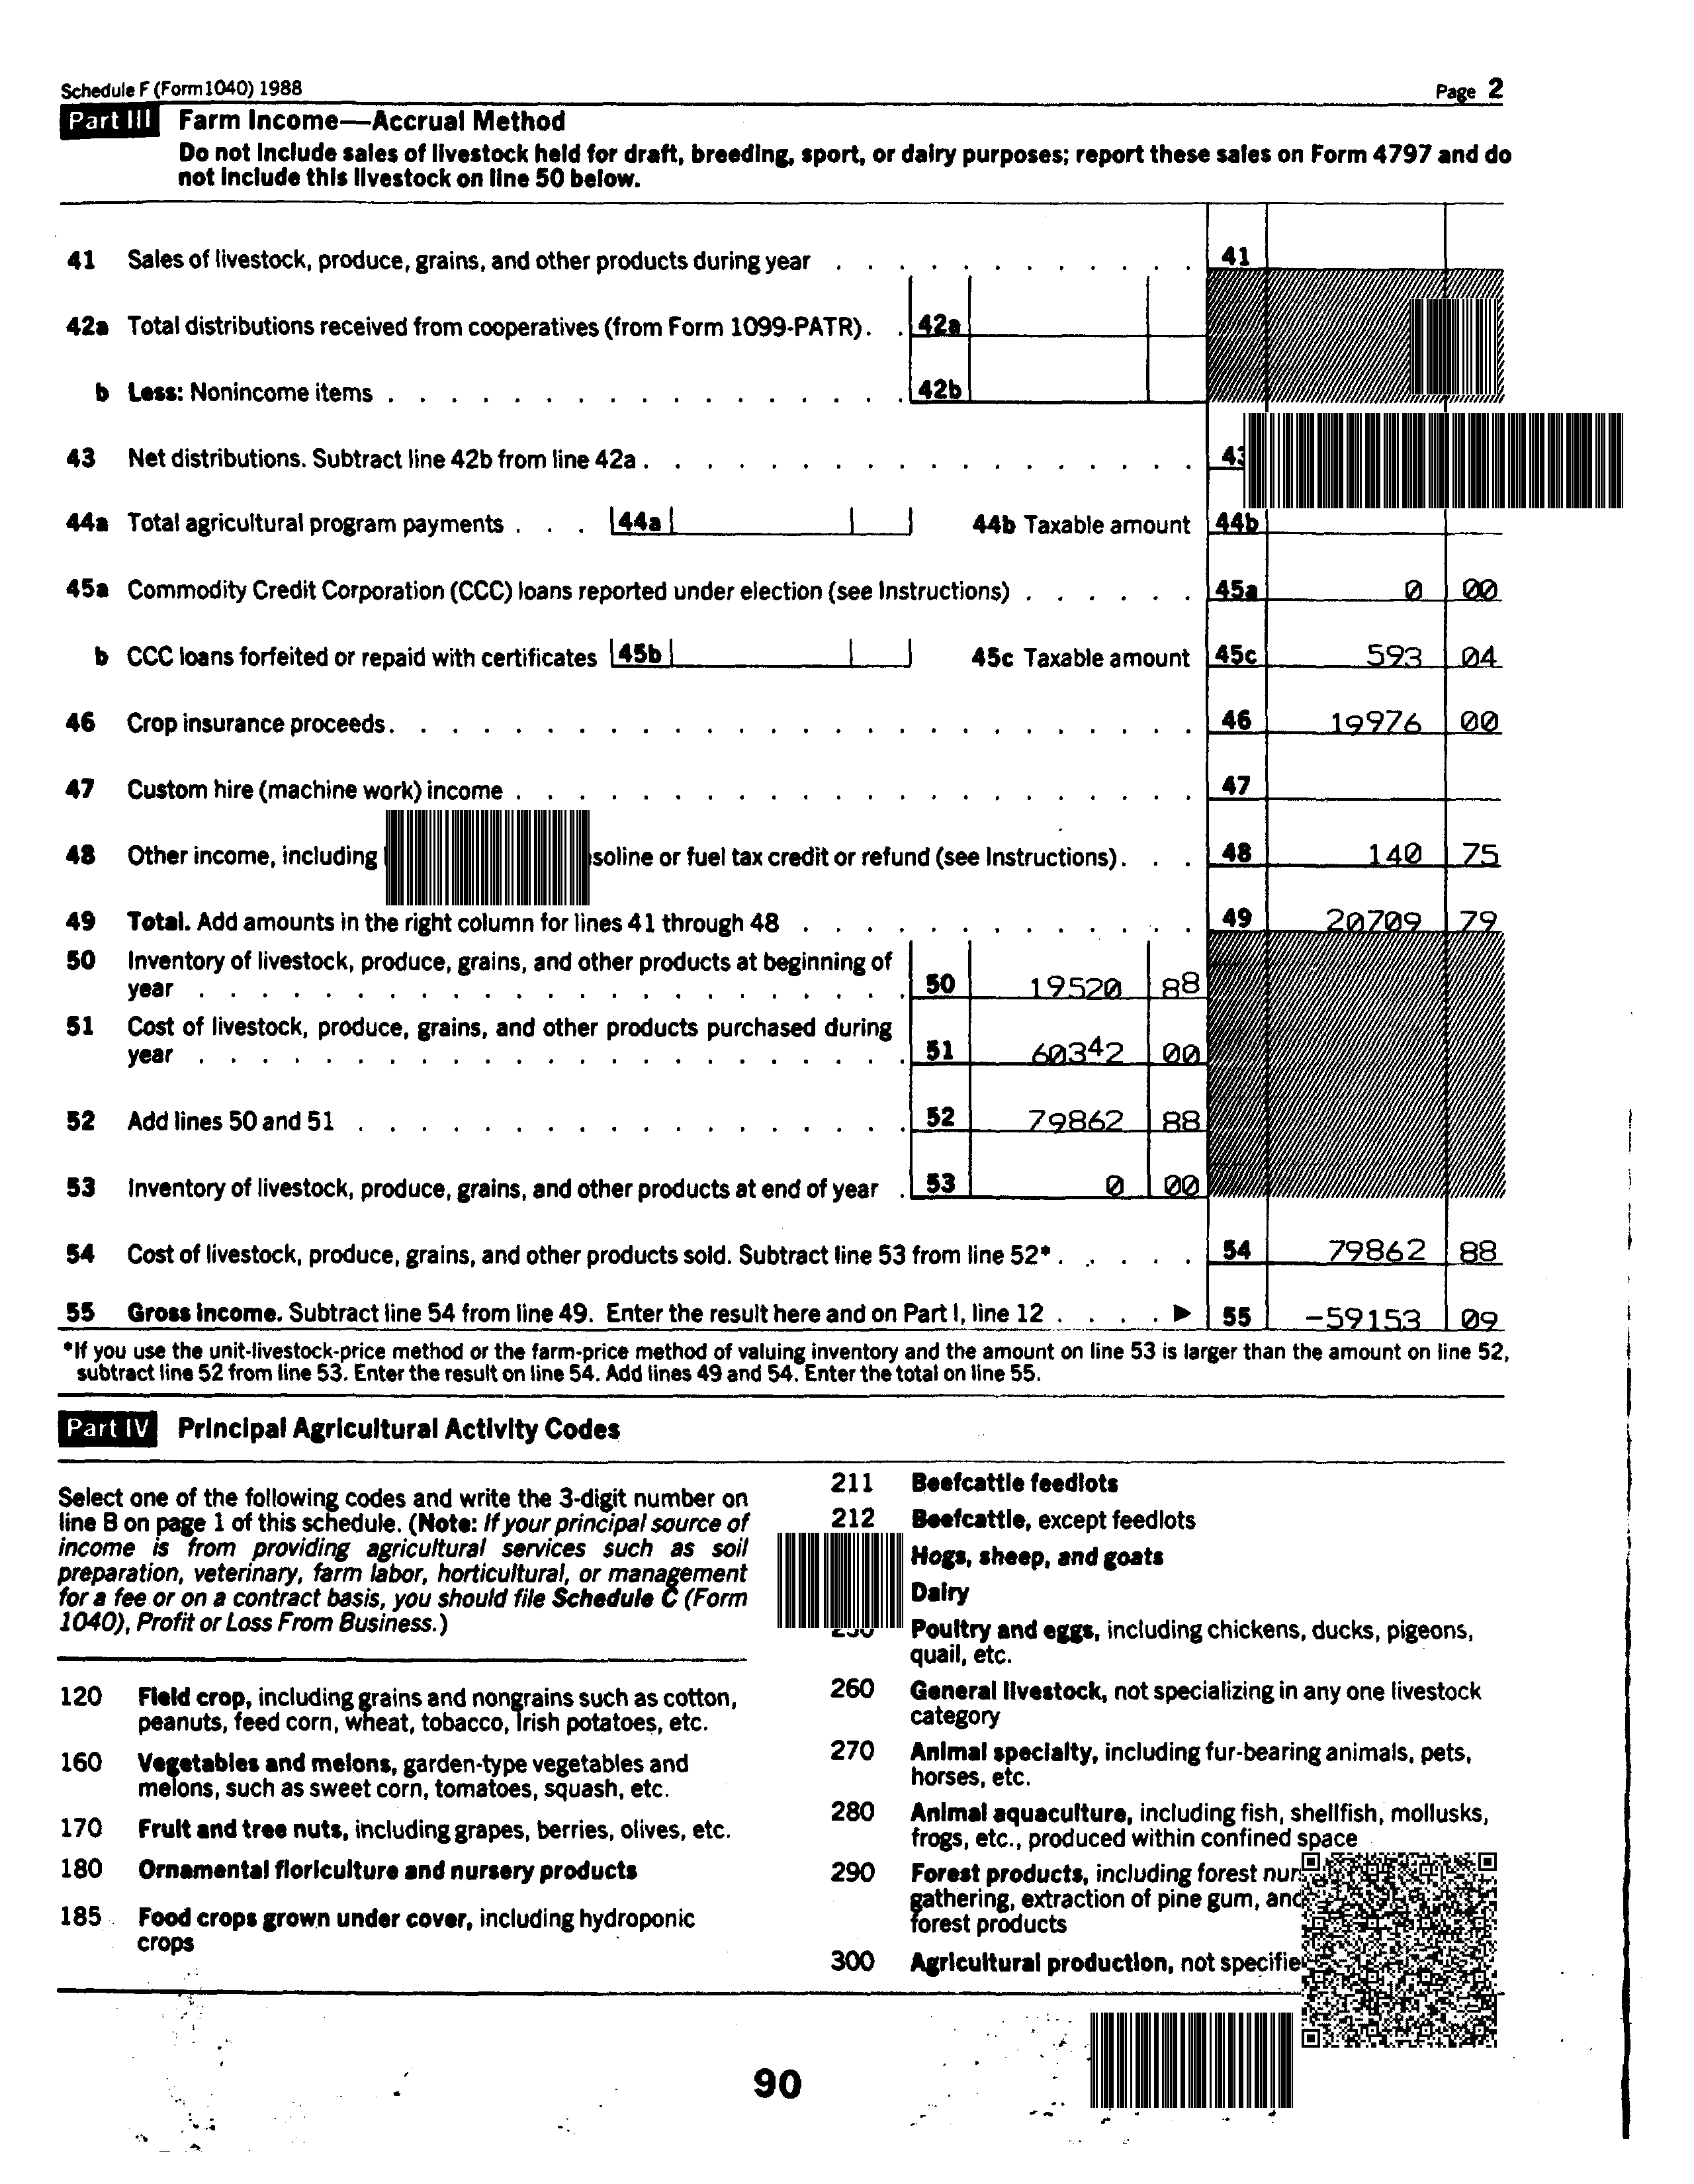 Schedule F (Form 1040) 1988 Page 2
Part III Farm Income—Accrual Method
Do not include sales of livestock held for draft, breeding, sport, or dairy purposes; report these sales on Form 4797 and do
not include this livestock on line 50 below.
41 Sales of livestock, produce, grains, and other products during year . . . . . . . . . . . . 41
42a Total distributions received from cooperatives (from Form 1099-PATR) . . 42a
b Less: Nonincome items . . . . . . . . . . . . . . . . . 42b
43 Net distributions. Subtract line 42b from line 42a . . . . . . . . . . . . . . . . . .
44a Total agricultural program payments . . . 44a 44b Taxable amount 44b
45a Commodity Credit Corporation (CCC) loans reported under election (see Instructions) . . . . . . 45a 0 00
b CCC loans forfeited or repaid with certificates 45b 45c Taxable amount 45c 593 04
46 Crop insurance proceeds . . . . . . . . . . . . . . . . . . . . . . . . . . 46 19976 00
47 Custom hire (machine work) income . . . . . . . . . . . . . . . . . . . . . . 47
48 Other income, including soline or fuel tax credit or refund (see Instructions) . . . 48 140 75
49 Total. Add amounts in the right column for lines 41 through 48 . . . . . . . . . . . . . 49 20709 79
50 Inventory of livestock, produce, grains, and other products at beginning of
year . . . . . . . . . . . . . . . . . . . . . . . 50 19520 88
51 Cost of livestock, produce, grains, and other products purchased during
year . . . . . . . . . . . . . . . . . . . . . . . 51 60342 00
52 Add lines 50 and 51 . . . . . . . . . . . . . . . . . . 52 79862 88
53 Inventory of livestock, produce, grains, and other products at end of year . 53 0 00
54 Cost of livestock, produce, grains, and other products sold. Subtract line 53 from line 52* . . . . . 54 79862 88
55 Gross income. Subtract line 54 from line 49. Enter the result here and on Part I, line 12 . . . . ▶ 55 -59153 09
*If you use the unit-livestock-price method or the farm-price method of valuing inventory and the amount on line 53 is larger than the amount on line 52,
subtract line 52 from line 53. Enter the result on line 54. Add lines 49 and 54. Enter the total on line 55.
Part IV Principal Agricultural Activity Codes
Select one of the following codes and write the 3-digit number on
line B on page 1 of this schedule. (Note: If your principal source of
income is from providing agricultural services such as soil
preparation, veterinary, farm labor, horticultural, or management
for a fee or on a contract basis, you should file Schedule C (Form
1040), Profit or Loss From Business.)
120 Field crop, including grains and nongrains such as cotton,
peanuts, feed corn, wheat, tobacco, Irish potatoes, etc.
160 Vegetables and melons, garden-type vegetables and
melons, such as sweet corn, tomatoes, squash, etc.
170 Fruit and tree nuts, including grapes, berries, olives, etc.
180 Ornamental floriculture and nursery products
185 Food crops grown under cover, including hydroponic
crops
211 Beefcattle feedlots
212 Beefcattle, except feedlots
Hogs, sheep, and goats
Dairy
Poultry and eggs, including chickens, ducks, pigeons,
quail, etc.
260 General livestock, not specializing in any one livestock
category
270 Animal specialty, including fur-bearing animals, pets,
horses, etc.
280 Animal aquaculture, including fish, shellfish, mollusks,
frogs, etc., produced within confined space
290 Forest products, including forest nur
gathering, extraction of pine gum, and
forest products
300 Agricultural production, not specifie
90